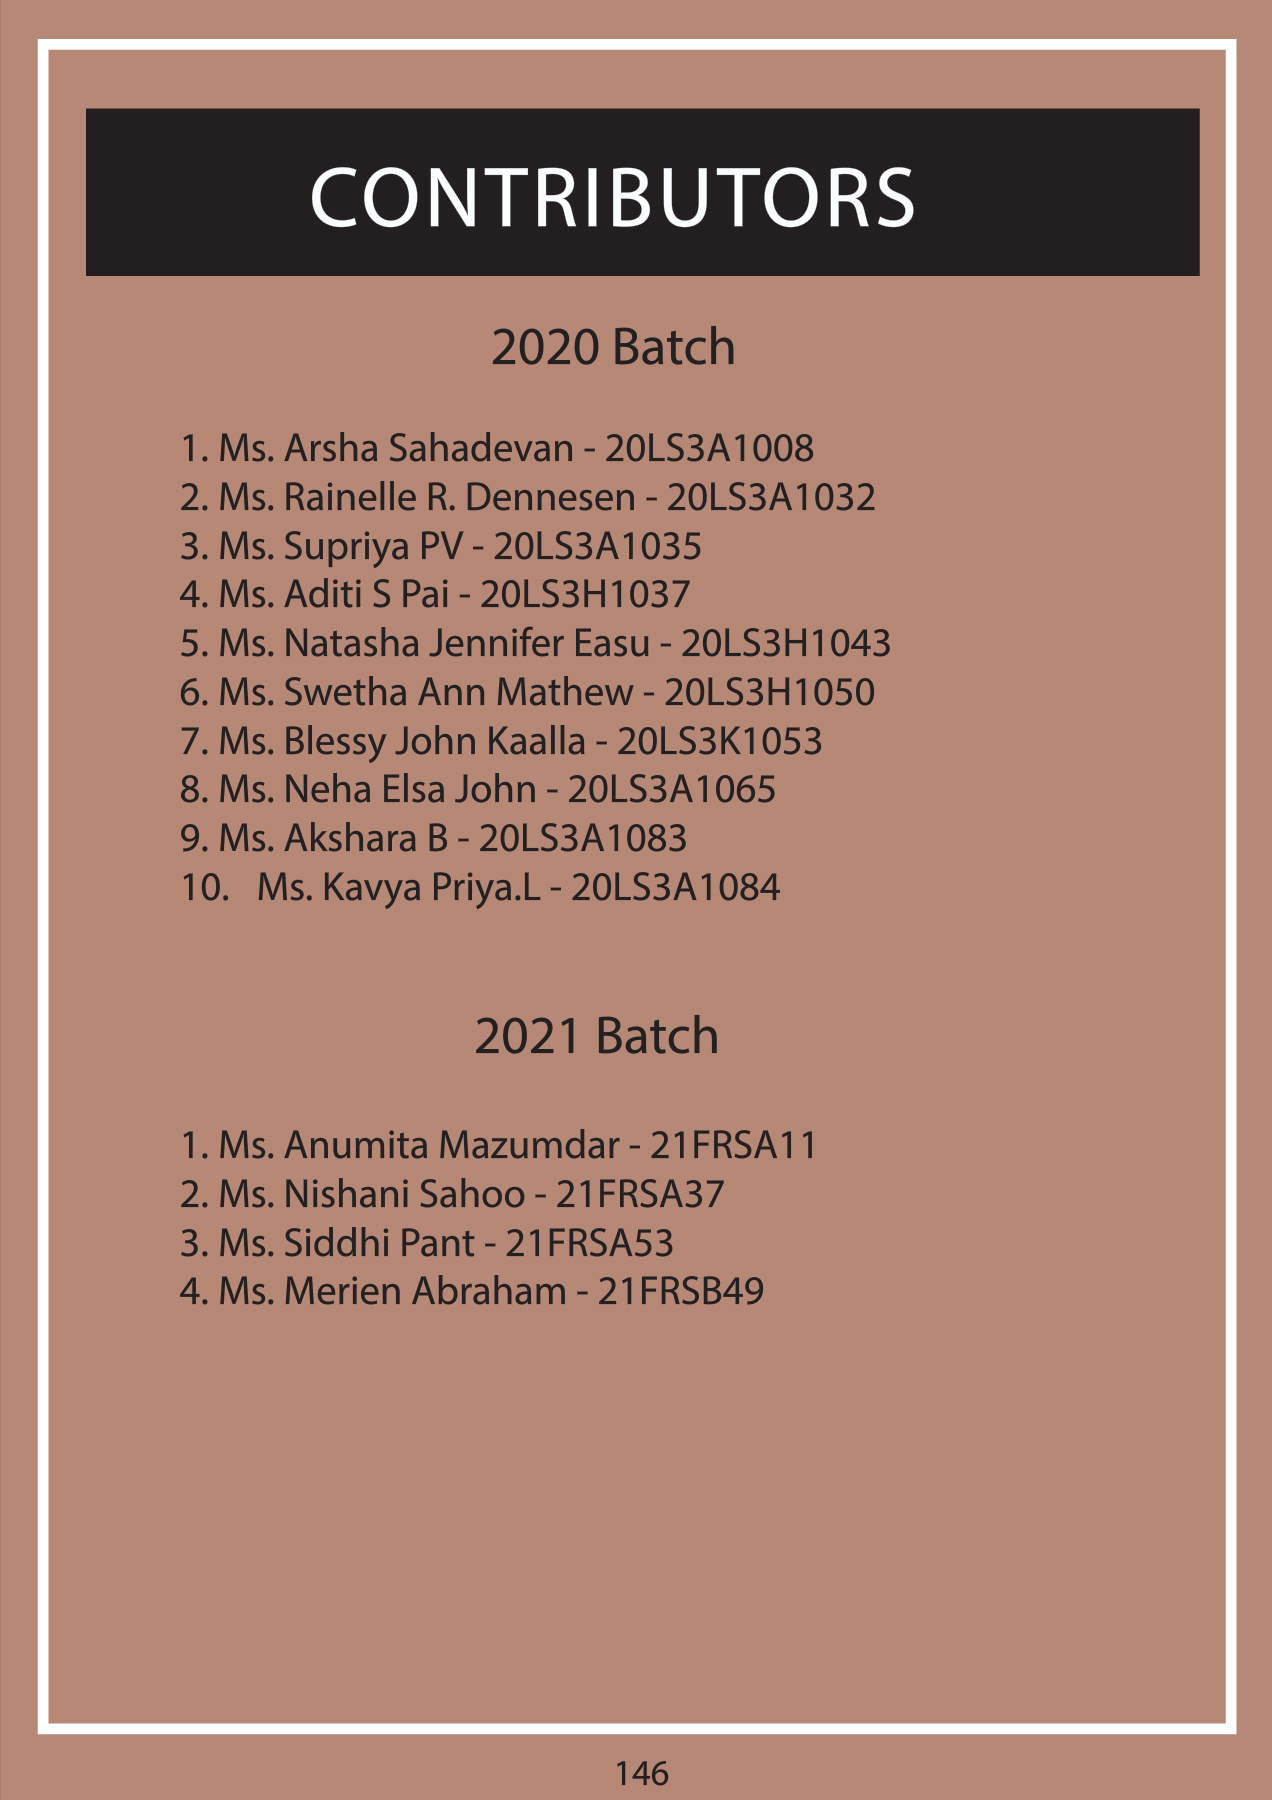 CONTRIBUTORS
2020 Batch
1. Ms. Arsha Sahadevan - 20LS3A1008
2. Ms. Rainelle R. Dennesen - 20LS3A1032
3. Ms. Supriya PV - 20LS3A1035
4. Ms. Aditi S Pai - 20LS3H1037
5. Ms. Natasha Jennifer Easu - 20LS3H1043
6. Ms. Swetha Ann Mathew - 20LS3H1050
7. Ms. Blessy John Kaalla - 20LS3K1053
8. Ms. Neha Elsa John - 20LS3A1065
9. Ms. Akshara B - 20LS3A1083
10. Ms. Kavya Priya.L - 20LS3A1084
2021 Batch
1. Ms. Anumita Mazumdar - 21FRSA11
2. Ms. Nishani Sahoo - 21FRSA37
3. Ms. Siddhi Pant - 21FRSA53
4. Ms. Merien Abraham - 21FRSB49
146